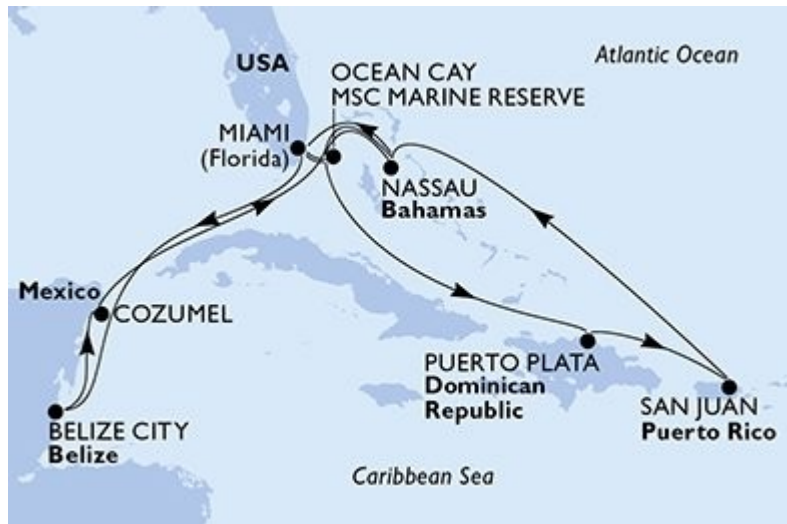 Atlantic Ocean
USA
OCEAN CAY
MSC MARINE RESERVE
MIAMI
(Florida)
NASSAU
Bahamas
Mexico
COZUMEL
PUERTO PLATA
Dominican
Republic
SAN JUAN
Puerto Rico
BELIZE CITY
Belize
Caribbean Sea